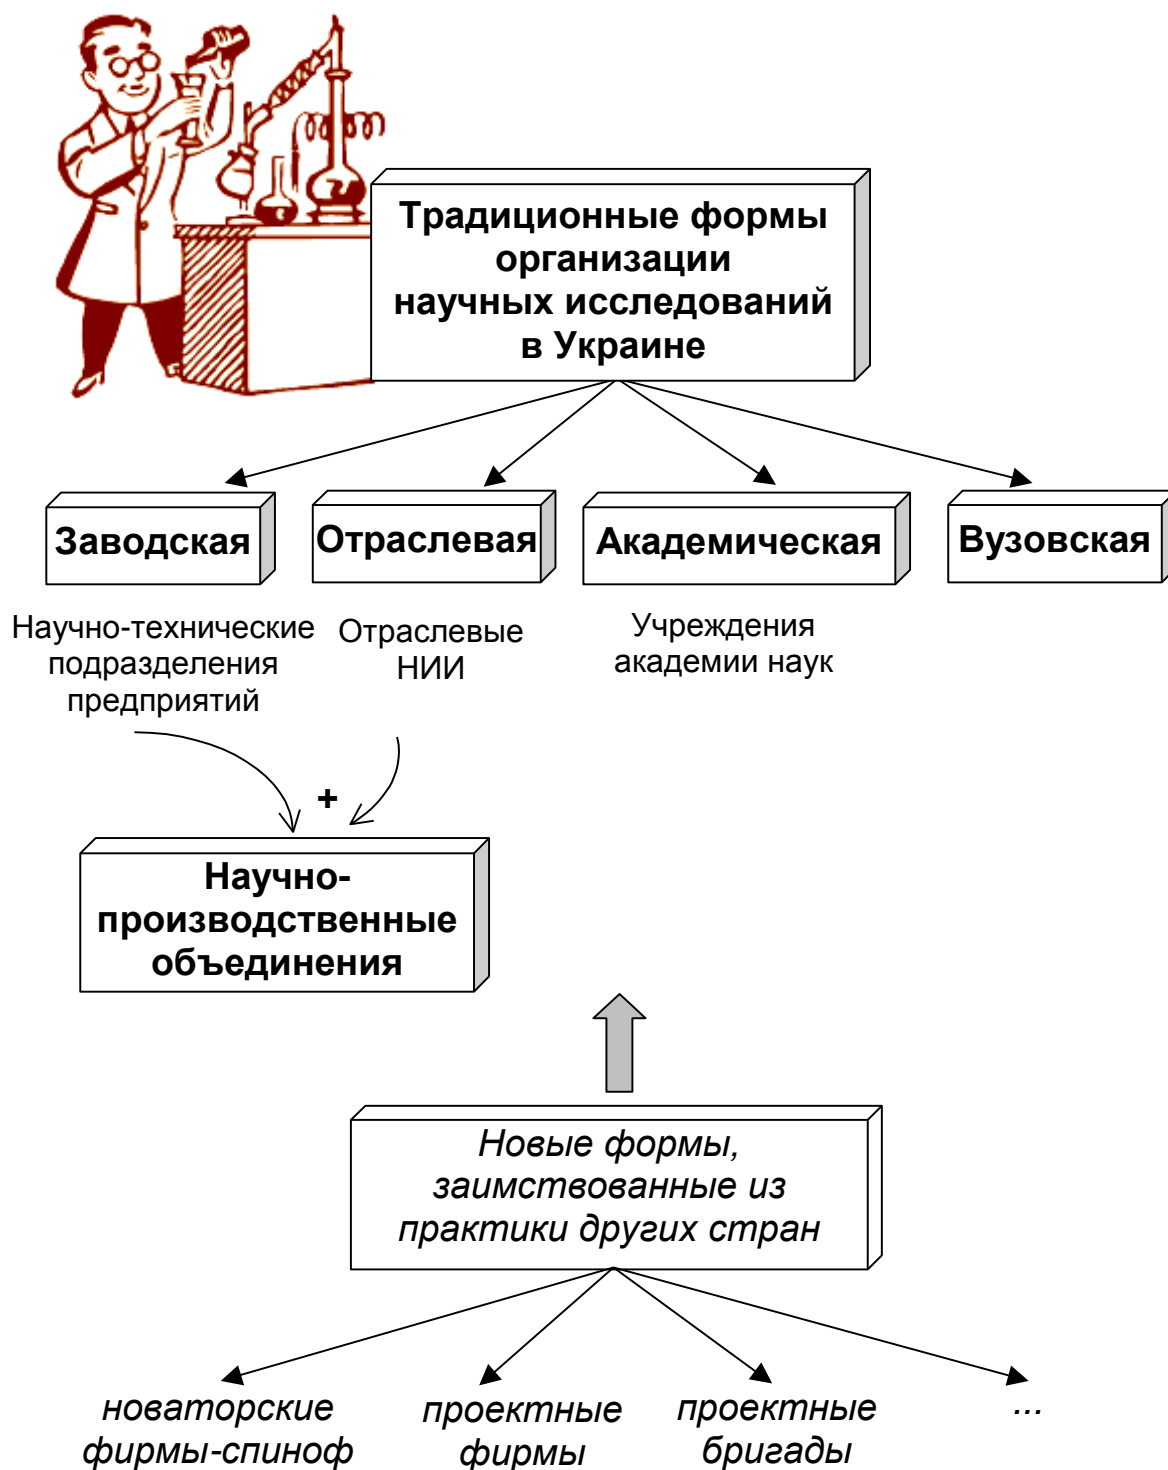 Традиционные формы
организации
научных исследований
в Украине
Заводская
Отраслевая
Академическая
Вузовская
Научно-технические
подразделения
предприятий
Отраслевые
НИИ
Учреждения
академии наук
+
Научно-
производственные
объединения
Новые формы,
заимствованные из
практики других стран
новаторские
фирмы-спиноф
проектные
фирмы
проектные
бригады
...